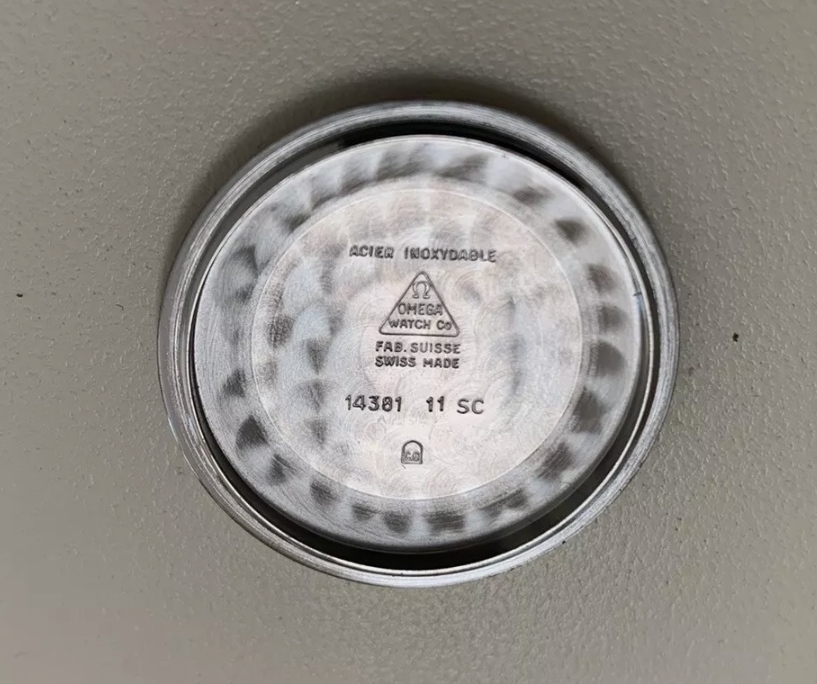 ACIER INOXYDABLE
Ω
OMEGA
WATCH Co
FAB. SUISSE
SWISS MADE
14381 11 SC
C.G